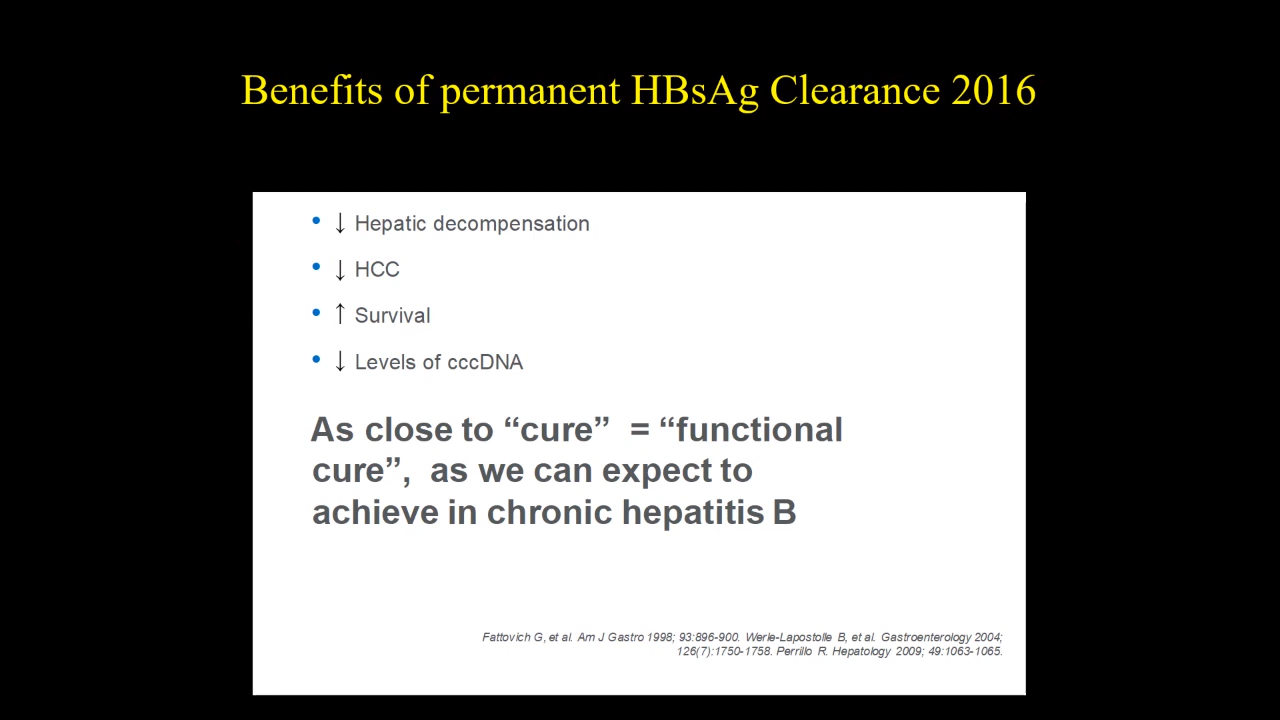 Benefits of permanent HBsAg Clearance 2016
• ↓ Hepatic decompensation
• ↓ HCC
• ↑ Survival
• ↓ Levels of cccDNA
As close to “cure”  = “functional
cure”,  as we can expect to
achieve in chronic hepatitis B
Fattovich G, et al. Am J Gastro 1998; 93:896-900. Werle-Lapostolle B, et al. Gastroenterology 2004;
126(7):1750-1758. Perrillo R. Hepatology 2009; 49:1063-1065.